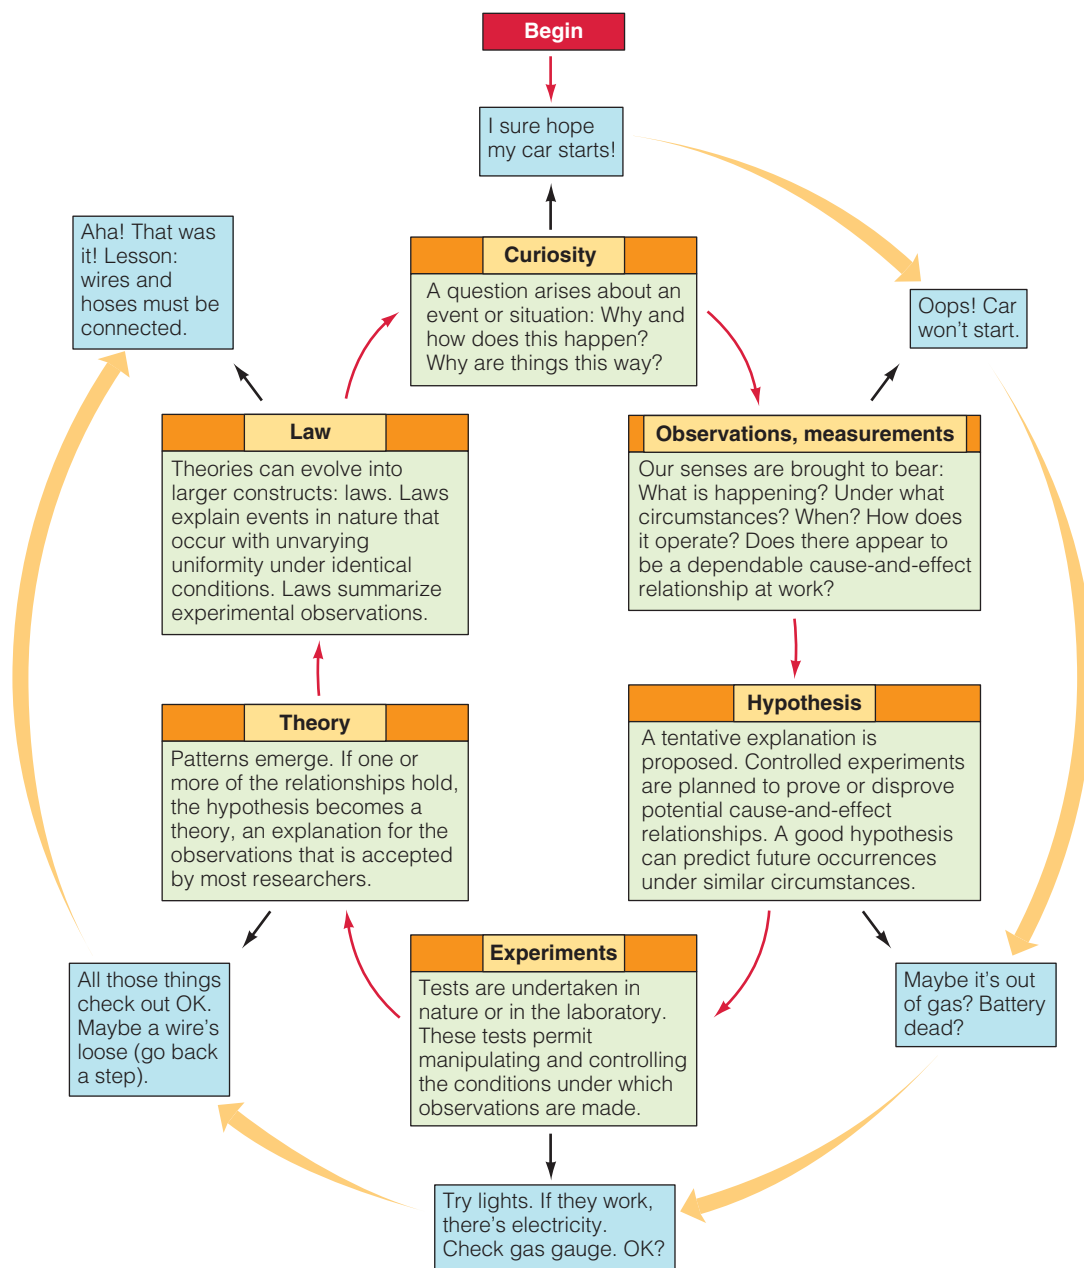 Begin
I sure hope
my car starts!
Curiosity
A question arises about an
event or situation: Why and
how does this happen?
Why are things this way?
Oops! Car
won’t start.
Observations, measurements
Our senses are brought to bear:
What is happening? Under what
circumstances? When? How does
it operate? Does there appear to
be a dependable cause-and-effect
relationship at work?
Hypothesis
A tentative explanation is
proposed. Controlled experiments
are planned to prove or disprove
potential cause-and-effect
relationships. A good hypothesis
can predict future occurrences
under similar circumstances.
Maybe it’s out
of gas? Battery
dead?
Experiments
Tests are undertaken in
nature or in the laboratory.
These tests permit
manipulating and controlling
the conditions under which
observations are made.
Try lights. If they work,
there’s electricity.
Check gas gauge. OK?
Theory
Patterns emerge. If one or
more of the relationships hold,
the hypothesis becomes a
theory, an explanation for the
observations that is accepted
by most researchers.
All those things
check out OK.
Maybe a wire’s
loose (go back
a step).
Law
Theories can evolve into
larger constructs: laws. Laws
explain events in nature that
occur with unvarying
uniformity under identical
conditions. Laws summarize
experimental observations.
Aha! That was
it! Lesson:
wires and
hoses must be
connected.